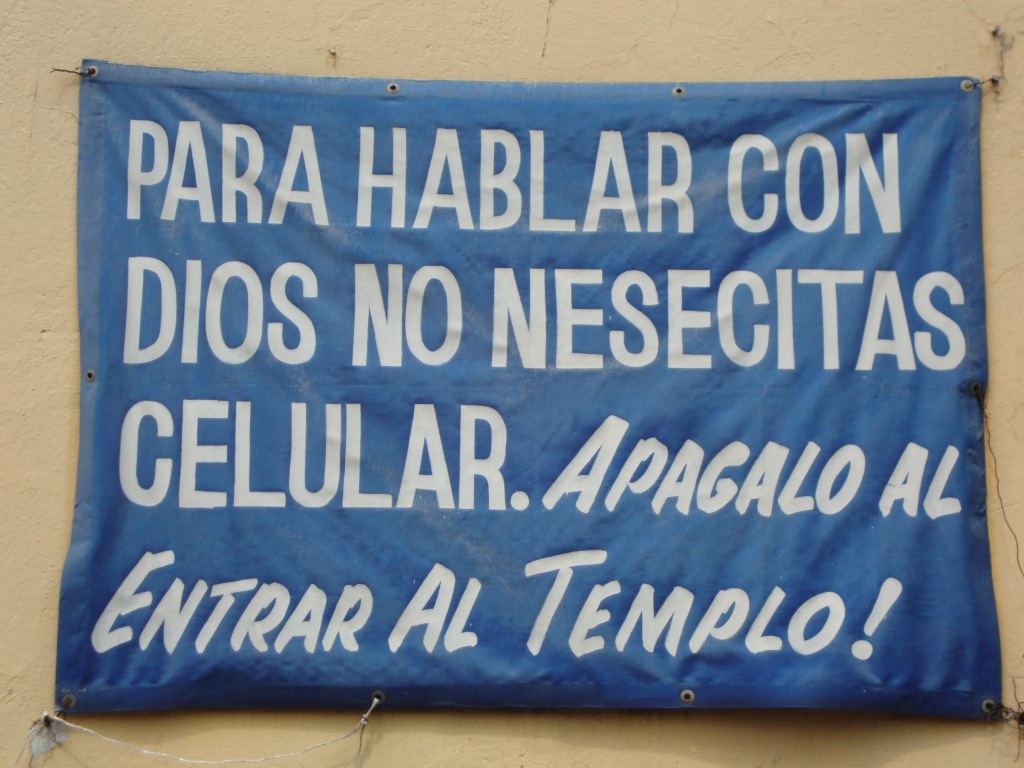 PARA HABLAR CON
DIOS NO NESECITAS
CELULAR. APAGALO AL
ENTRAR AL TEMPLO!